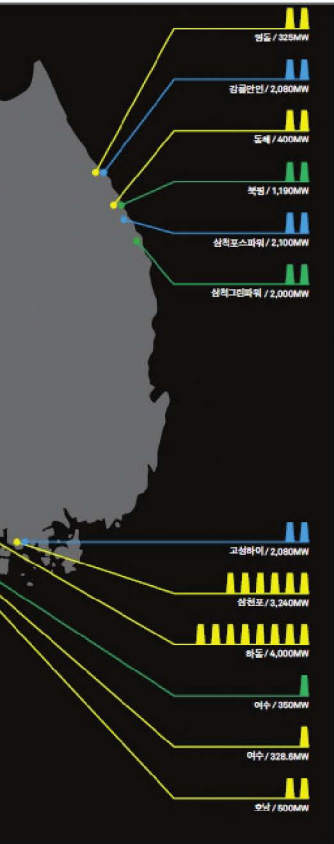 영동 / 325MW
강릉안인 / 2,080MW
동해 / 400MW
북평 / 1,190MW
삼척포스파워 / 2,100MW
삼척그린파워 / 2,000MW
고성하이 / 2,080MW
삼천포 / 3,240MW
하동 / 4,000MW
여수 / 350MW
여수 / 328.6MW
호남 / 500MW